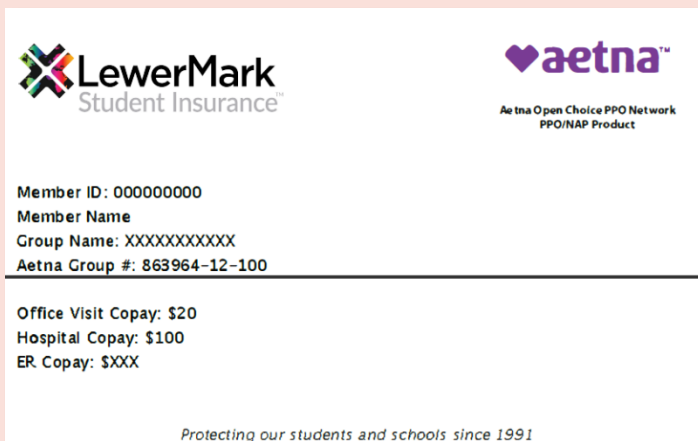 LewerMark
Student Insurance™
♥aetna™
Aetna Open Choice PPO Network
PPO/NAP Product
Member ID: 000000000
Member Name
Group Name: XXXXXXXXXXX
Aetna Group #: 863964-12-100
Office Visit Copay: $20
Hospital Copay: $100
ER Copay: $XXX
Protecting our students and schools since 1991